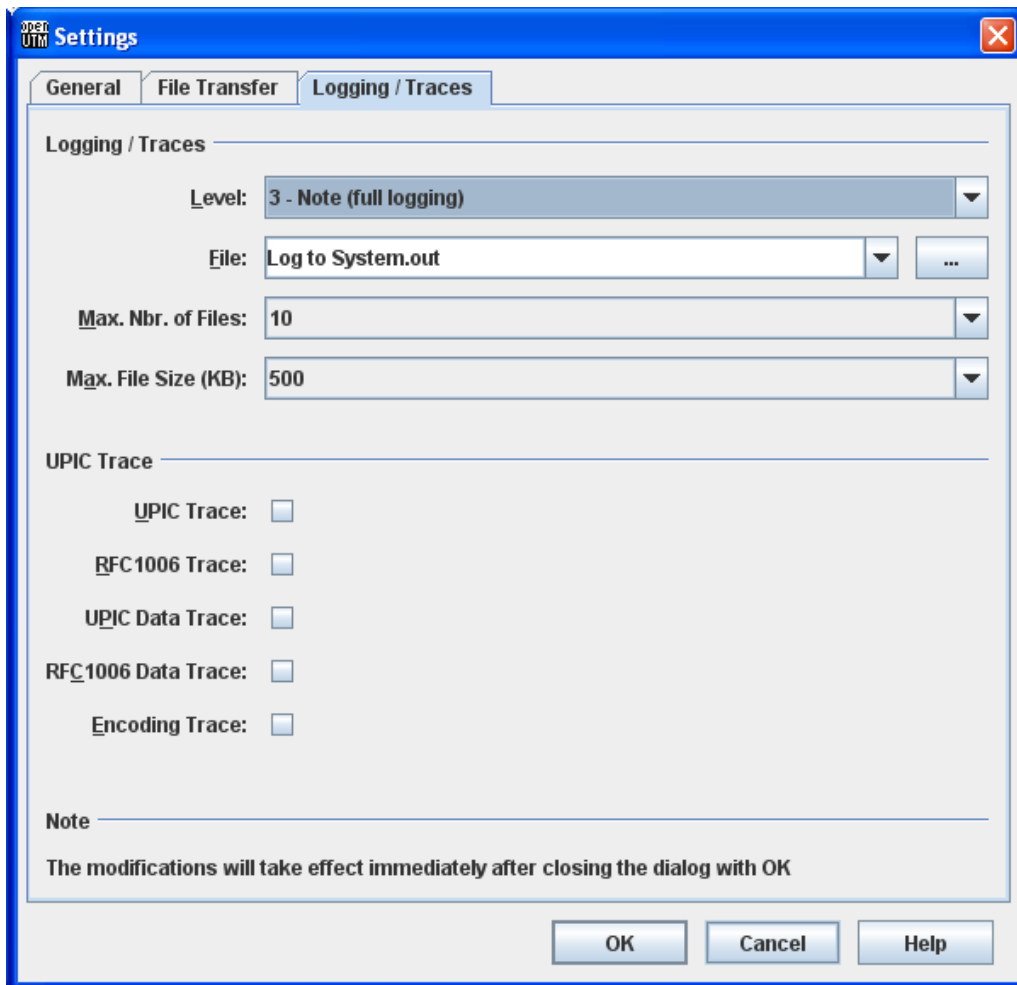 open UTM Settings
General File Transfer Logging / Traces
Logging / Traces
Level: 3 - Note (full logging)
File: Log to System.out ...
Max. Nbr. of Files: 10
Max. File Size (KB): 500
UPIC Trace
UPIC Trace:
RFC1006 Trace:
UPIC Data Trace:
RFC1006 Data Trace:
Encoding Trace:
Note
The modifications will take effect immediately after closing the dialog with OK
OK Cancel Help